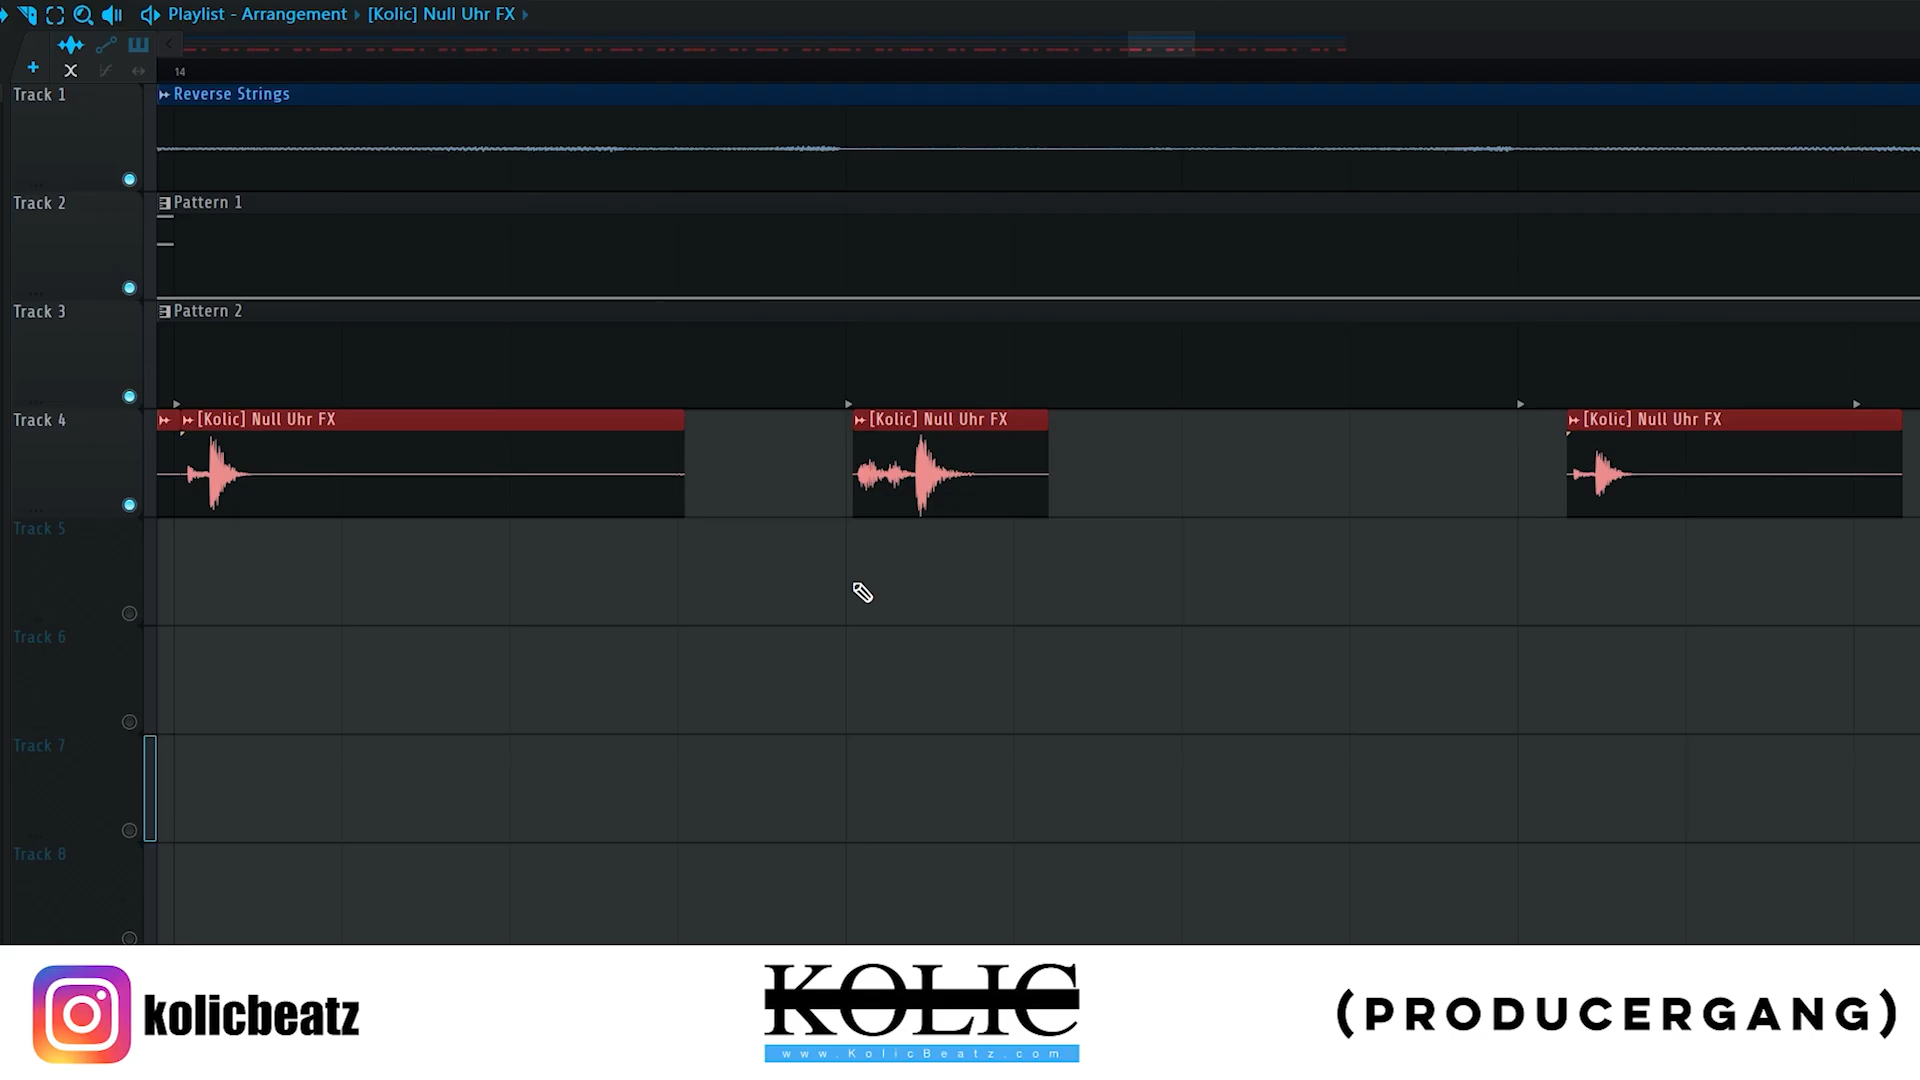 Playlist - Arrangement ▸ [Kolic] Null Uhr FX ▸
14
Track 1
Reverse Strings
Track 2
Pattern 1
Track 3
Pattern 2
Track 4
[Kolic] Null Uhr FX
[Kolic] Null Uhr FX
[Kolic] Null Uhr FX
Track 5
Track 6
Track 7
Track 8
kolicbeatz
KOLIC
www.KolicBeatz.com
(PRODUCERGANG)